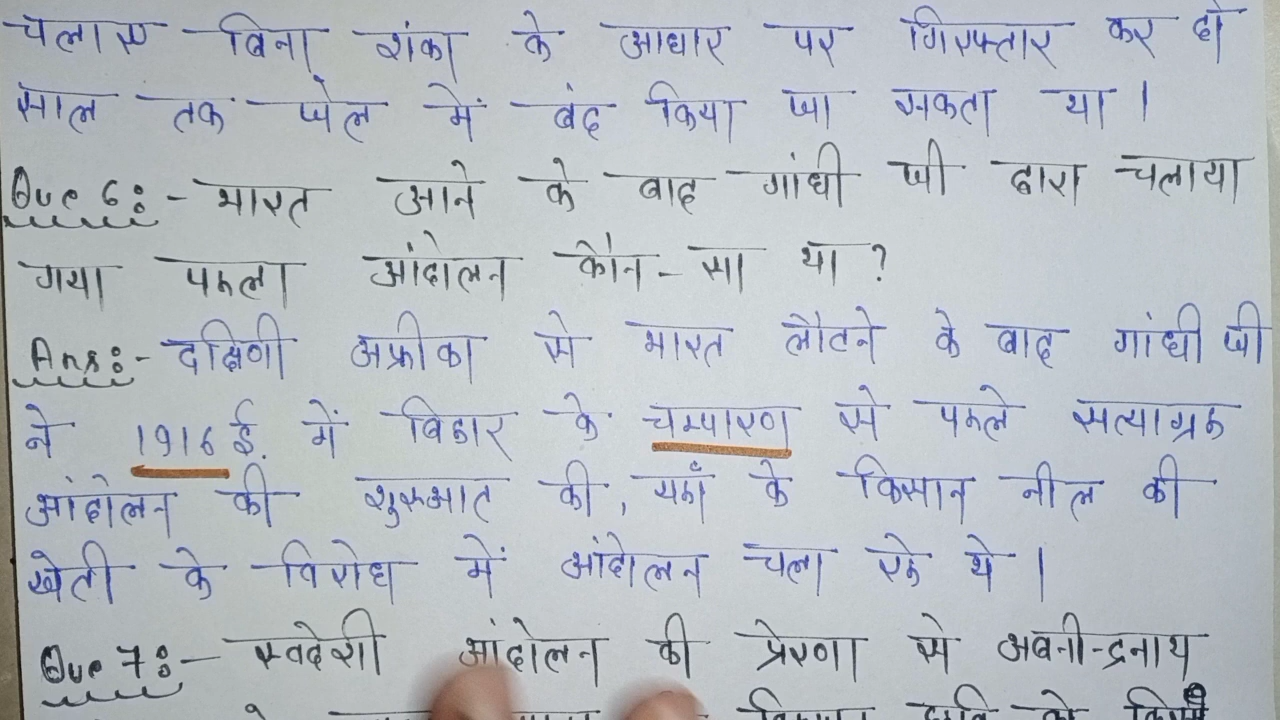 चलाए बिना शंका के आधार पर गिरफ्तार कर दो
साल तक जेल में बंद किया जा सकता था ।
Que 6:- भारत आने के बाद गांधी जी द्वारा चलाया
गया पहला आंदोलन कौन-सा था ?
Ans:- दक्षिणी अफ्रीका से भारत लौटने के बाद गांधी जी
ने 1916 ई. में बिहार के चम्पारण से पहले सत्याग्रह
आंदोलन की शुरुआत की, यहाँ के किसान नील की
खेती के विरोध में आंदोलन चला रहे थे ।
Que 7:- स्वदेशी आंदोलन की प्रेरणा से अबनीन्द्रनाथ